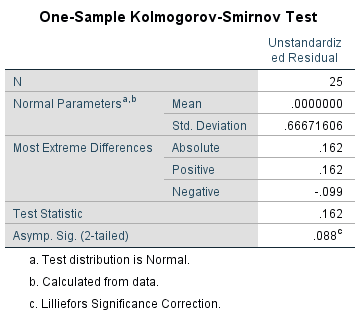 One-Sample Kolmogorov-Smirnov Test
Unstandardiz
ed Residual
N 25
Normal Parametersa,b Mean .0000000
Std. Deviation .66671606
Most Extreme Differences Absolute .162
Positive .162
Negative -.099
Test Statistic .162
Asymp. Sig. (2-tailed) .088c
a. Test distribution is Normal.
b. Calculated from data.
c. Lilliefors Significance Correction.